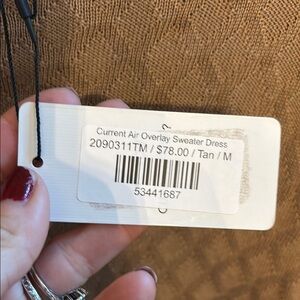 Current Air Overlay Sweater Dress
2090311TM / $78.00 / Tan / M
53441687